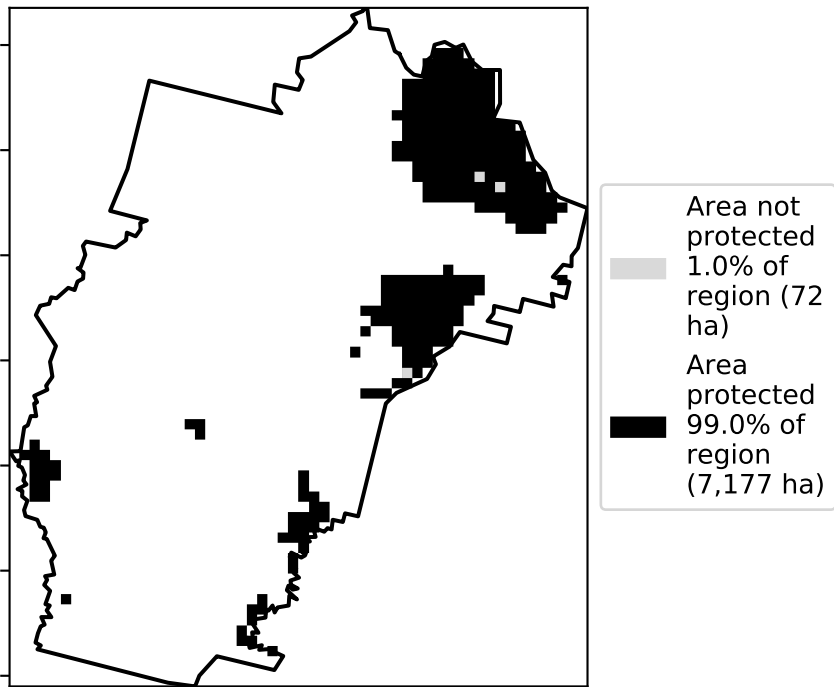 Area not
protected
1.0% of
region (72
ha)
Area
protected
99.0% of
region
(7,177 ha)